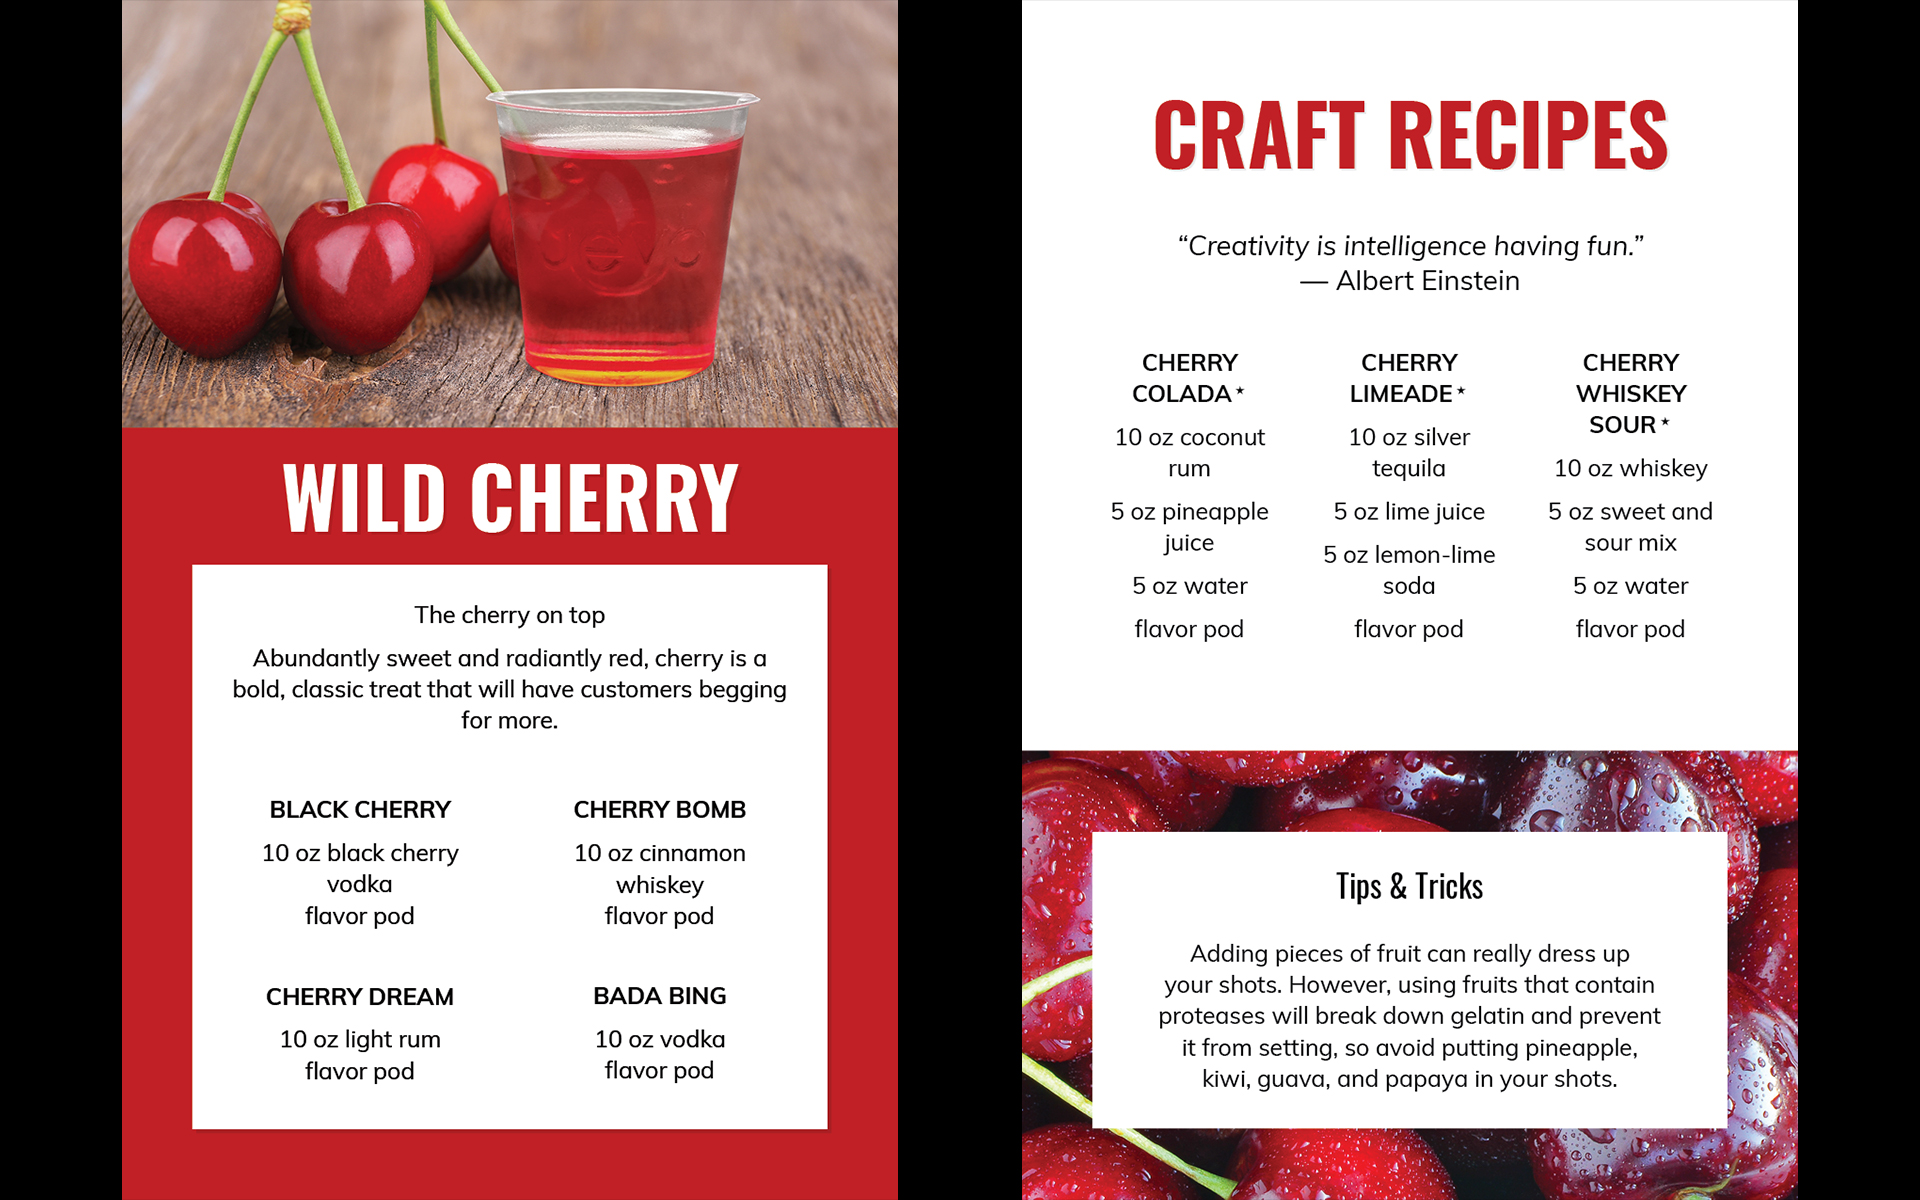 WILD CHERRY
The cherry on top
Abundantly sweet and radiantly red, cherry is a
bold, classic treat that will have customers begging
for more.
BLACK CHERRY
10 oz black cherry
vodka
flavor pod
CHERRY BOMB
10 oz cinnamon
whiskey
flavor pod
CHERRY DREAM
10 oz light rum
flavor pod
BADA BING
10 oz vodka
flavor pod
CRAFT RECIPES
“Creativity is intelligence having fun.”
— Albert Einstein
CHERRY
COLADA★
10 oz coconut
rum
5 oz pineapple
juice
5 oz water
flavor pod
CHERRY
LIMEADE★
10 oz silver
tequila
5 oz lime juice
5 oz lemon-lime
soda
flavor pod
CHERRY
WHISKEY
SOUR★
10 oz whiskey
5 oz sweet and
sour mix
5 oz water
flavor pod
Tips & Tricks
Adding pieces of fruit can really dress up
your shots. However, using fruits that contain
proteases will break down gelatin and prevent
it from setting, so avoid putting pineapple,
kiwi, guava, and papaya in your shots.